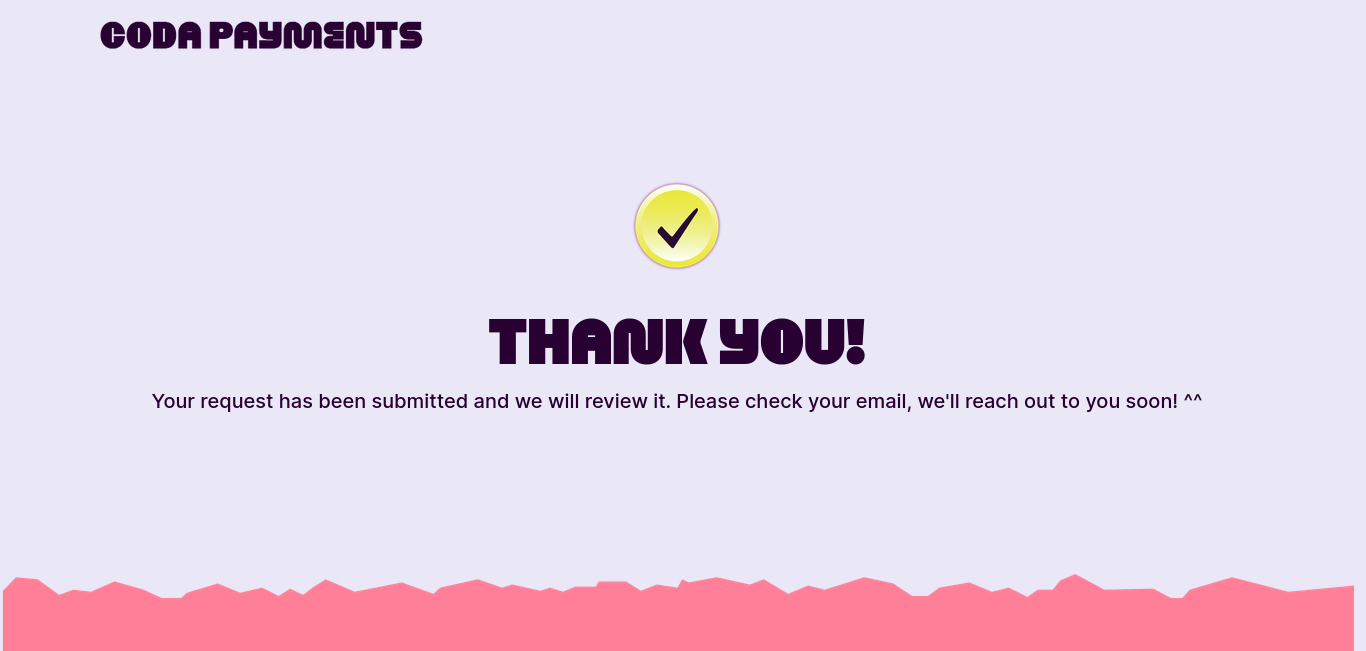 CODA PAYMENTS
THANK YOU!
Your request has been submitted and we will review it. Please check your email, we'll reach out to you soon! ^^